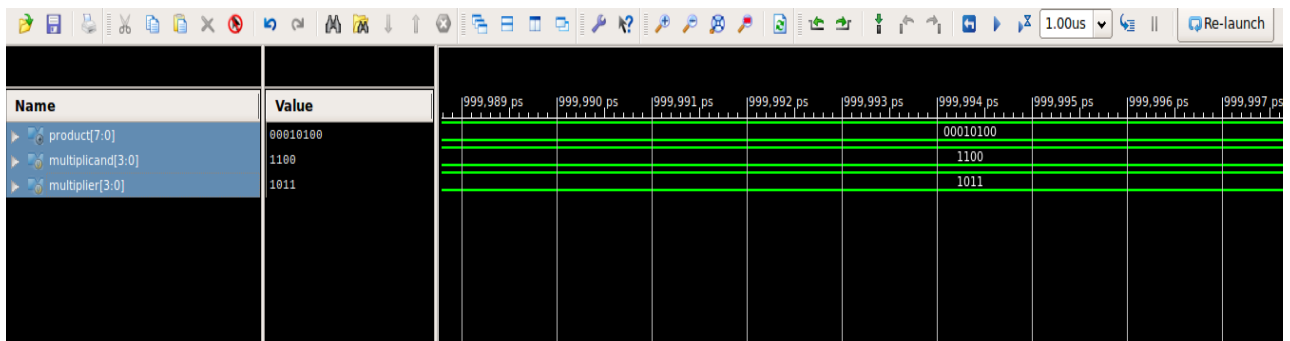 1.00us Re-launch
Name Value 999,989 ps 999,990 ps 999,991 ps 999,992 ps 999,993 ps 999,994 ps 999,995 ps 999,996 ps 999,997 ps
product[7:0] 00010100 00010100
multiplicand[3:0] 1100 1100
multiplier[3:0] 1011 1011